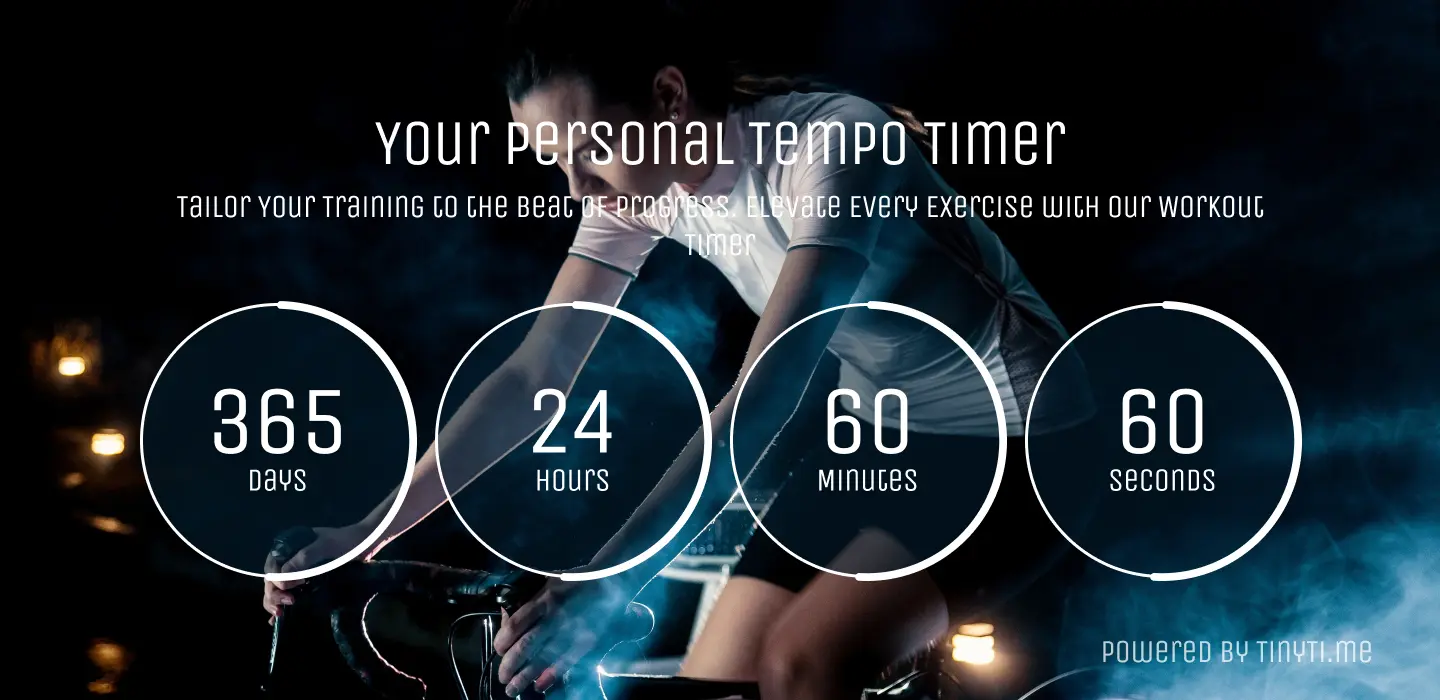 Your Personal Tempo Timer
Tailor Your Training to the Beat of Progress. Elevate Every Exercise with Our Workout
Timer
365
Days
24
Hours
60
Minutes
60
Seconds
Powered by TINYTI.ME